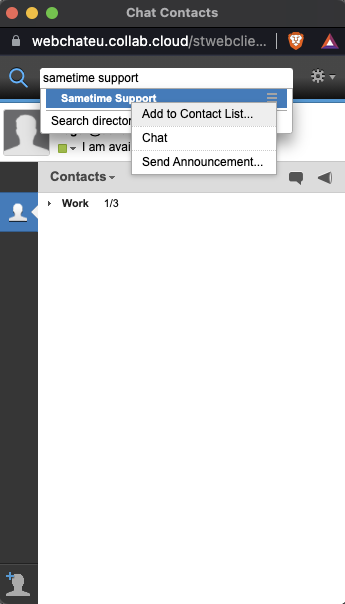 Chat Contacts
webchateu.collab.cloud/stwebclie...
sametime support
Sametime Support
Search director
Add to Contact List...
I am avai
Chat
Send Announcement...
Contacts
Work 1/3